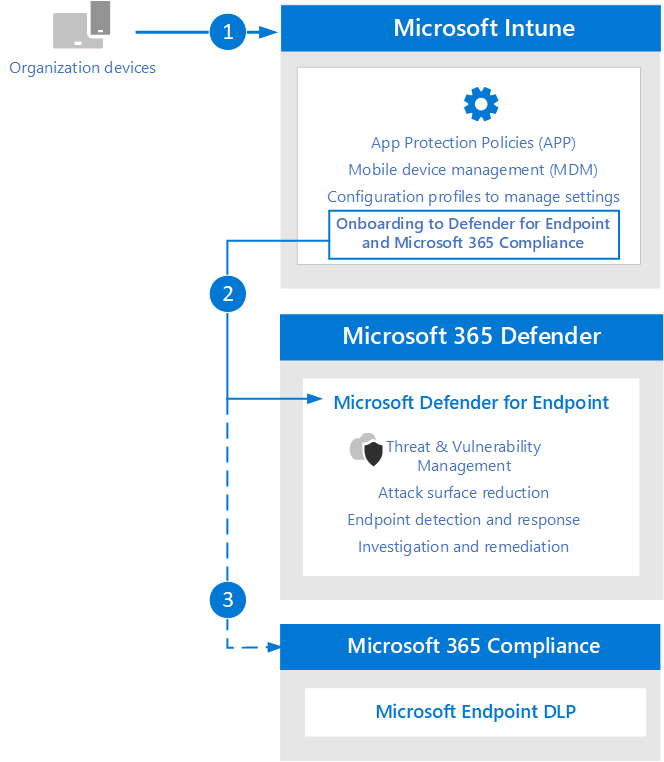 Organization devices
1
Microsoft Intune
App Protection Policies (APP)
Mobile device management (MDM)
Configuration profiles to manage settings
Onboarding to Defender for Endpoint
and Microsoft 365 Compliance
2
Microsoft 365 Defender
Microsoft Defender for Endpoint
Threat & Vulnerability
Management
Attack surface reduction
Endpoint detection and response
Investigation and remediation
3
Microsoft 365 Compliance
Microsoft Endpoint DLP